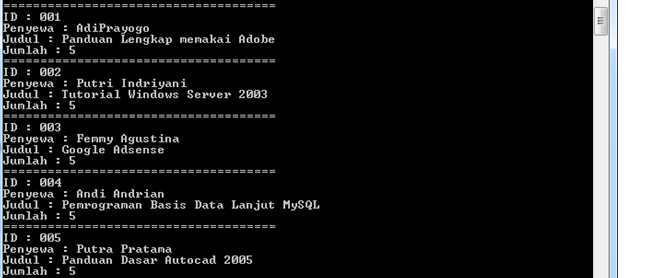 =====================================
ID : 001
Penyewa : AdiPrayogo
Judul : Panduan Lengkap memakai Adobe
Jumlah : 5
=====================================
ID : 002
Penyewa : Putri Indriyani
Judul : Tutorial Windows Server 2003
Jumlah : 5
=====================================
ID : 003
Penyewa : Femmy Agustina
Judul : Google Adsense
Jumlah : 5
=====================================
ID : 004
Penyewa : Andi Andrian
Judul : Pemrograman Basis Data Lanjut MySQL
Jumlah : 5
=====================================
ID : 005
Penyewa : Putra Pratama
Judul : Panduan Dasar Autocad 2005
Jumlah : 5